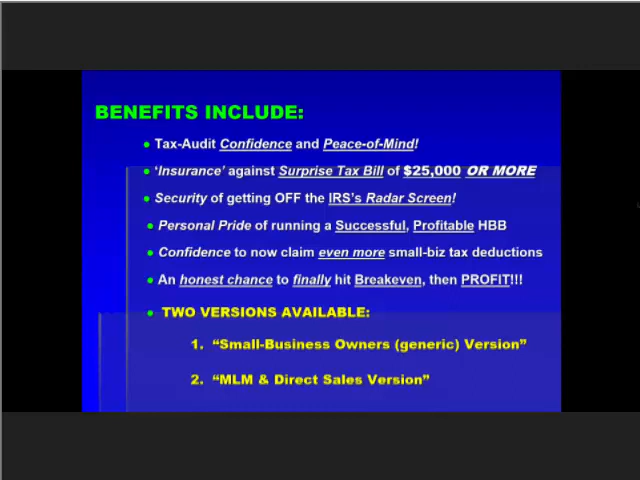 BENEFITS INCLUDE:
Tax-Audit Confidence and Peace-of-Mind!
‘Insurance’ against Surprise Tax Bill of $25,000 OR MORE
Security of getting OFF the IRS’s Radar Screen!
Personal Pride of running a Successful, Profitable HBB
Confidence to now claim even more small-biz tax deductions
An honest chance to finally hit Breakeven, then PROFIT!!!
TWO VERSIONS AVAILABLE:
1. “Small-Business Owners (generic) Version”
2. “MLM & Direct Sales Version”